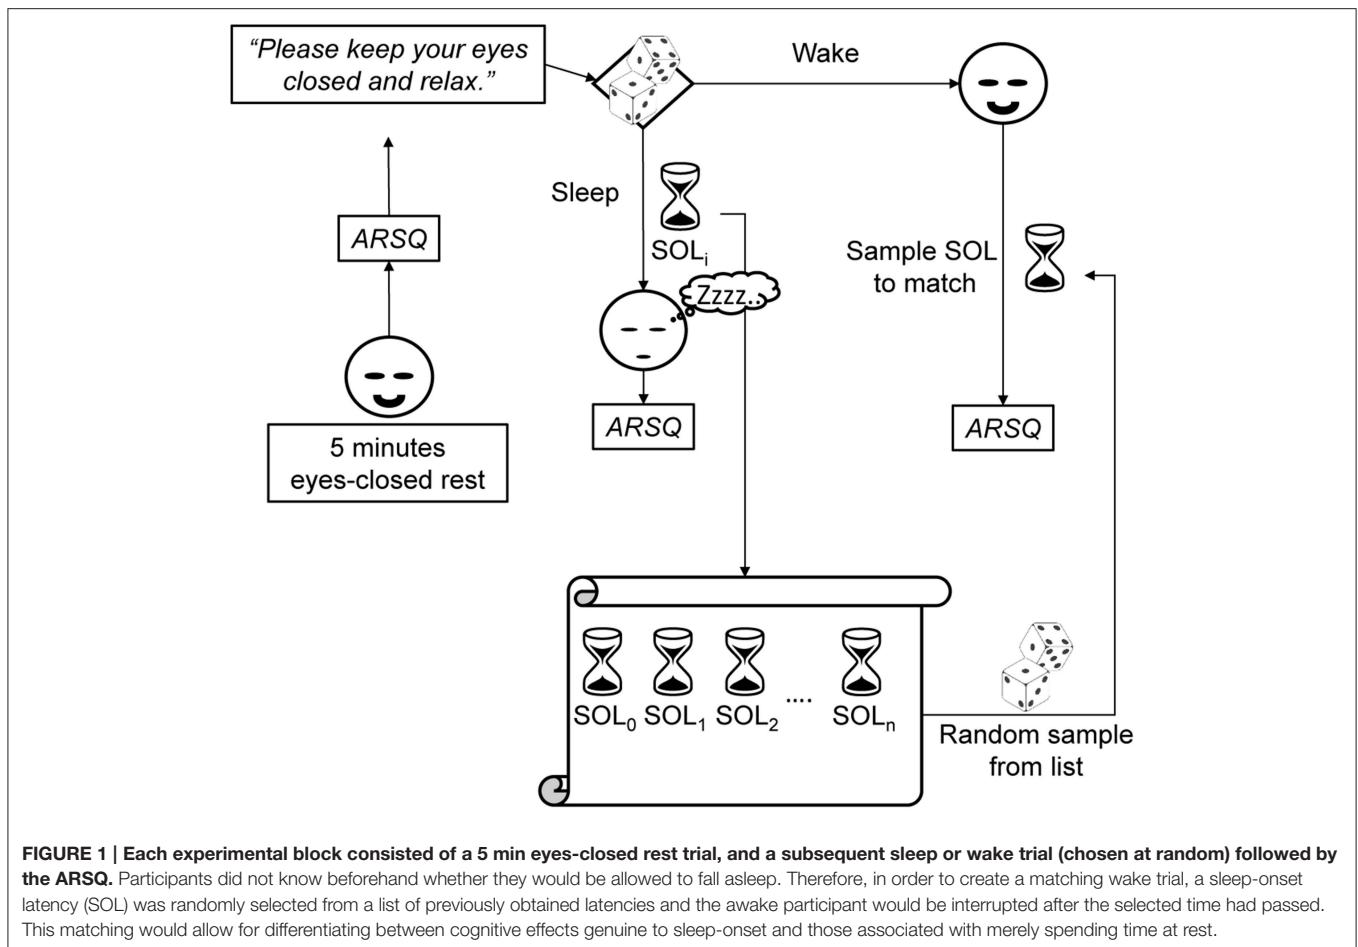 “Please keep your eyes
closed and relax.”
Wake
ARSQ
Sleep
SOLi
Zzzz..
Sample SOL
to match
5 minutes
eyes-closed rest
ARSQ
ARSQ
SOL0 SOL1 SOL2 .... SOLn
Random sample
from list
FIGURE 1 | Each experimental block consisted of a 5 min eyes-closed rest trial, and a subsequent sleep or wake trial (chosen at random) followed by
the ARSQ. Participants did not know beforehand whether they would be allowed to fall asleep. Therefore, in order to create a matching wake trial, a sleep-onset
latency (SOL) was randomly selected from a list of previously obtained latencies and the awake participant would be interrupted after the selected time had passed.
This matching would allow for differentiating between cognitive effects genuine to sleep-onset and those associated with merely spending time at rest.